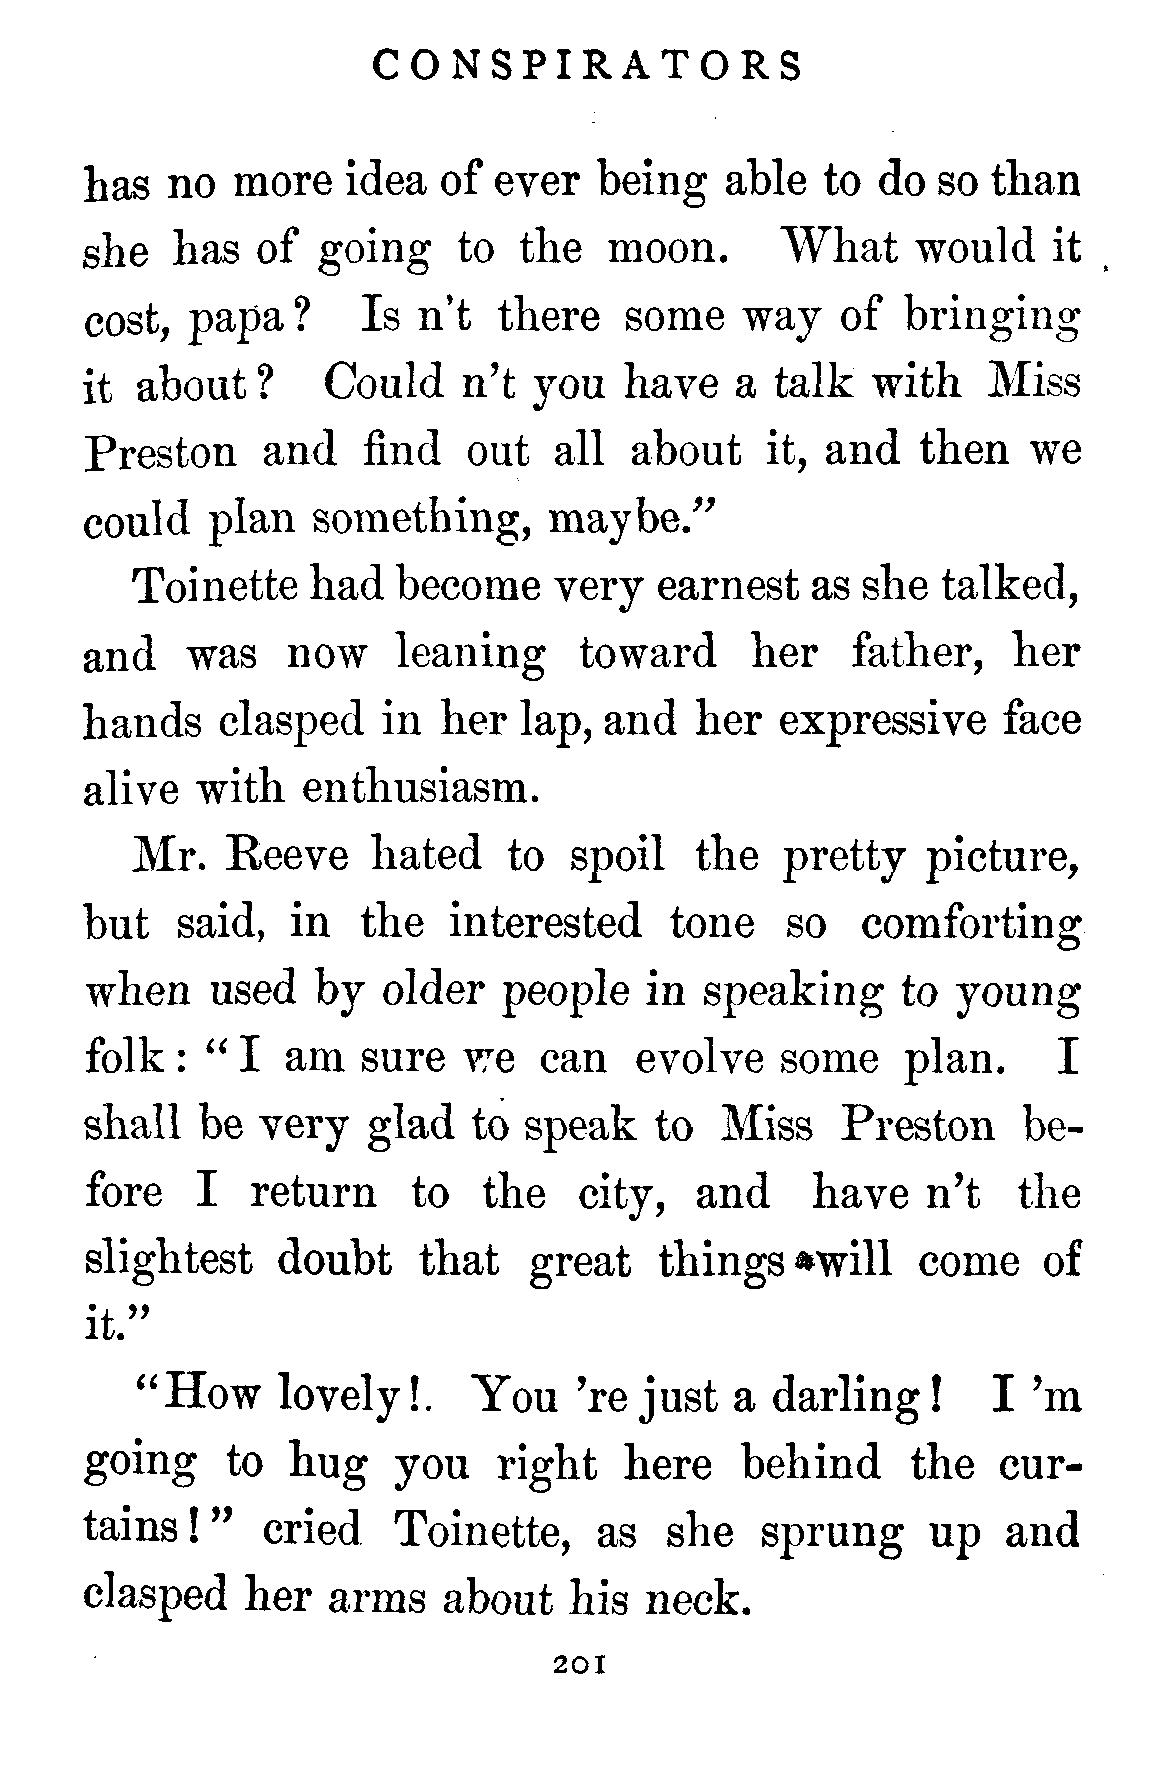 CONSPIRATORS
has no more idea of ever being able to do so than
she has of going to the moon. What would it
cost, papa? Is n't there some way of bringing
it about? Could n't you have a talk with Miss
Preston and find out all about it, and then we
could plan something, maybe.”
Toinette had become very earnest as she talked,
and was now leaning toward her father, her
hands clasped in her lap, and her expressive face
alive with enthusiasm.
Mr. Reeve hated to spoil the pretty picture,
but said, in the interested tone so comforting
when used by older people in speaking to young
folk: “I am sure we can evolve some plan. I
shall be very glad to speak to Miss Preston be-
fore I return to the city, and have n't the
slightest doubt that great things will come of
it.”
“How lovely!. You 're just a darling! I 'm
going to hug you right here behind the cur-
tains!” cried Toinette, as she sprung up and
clasped her arms about his neck.
201